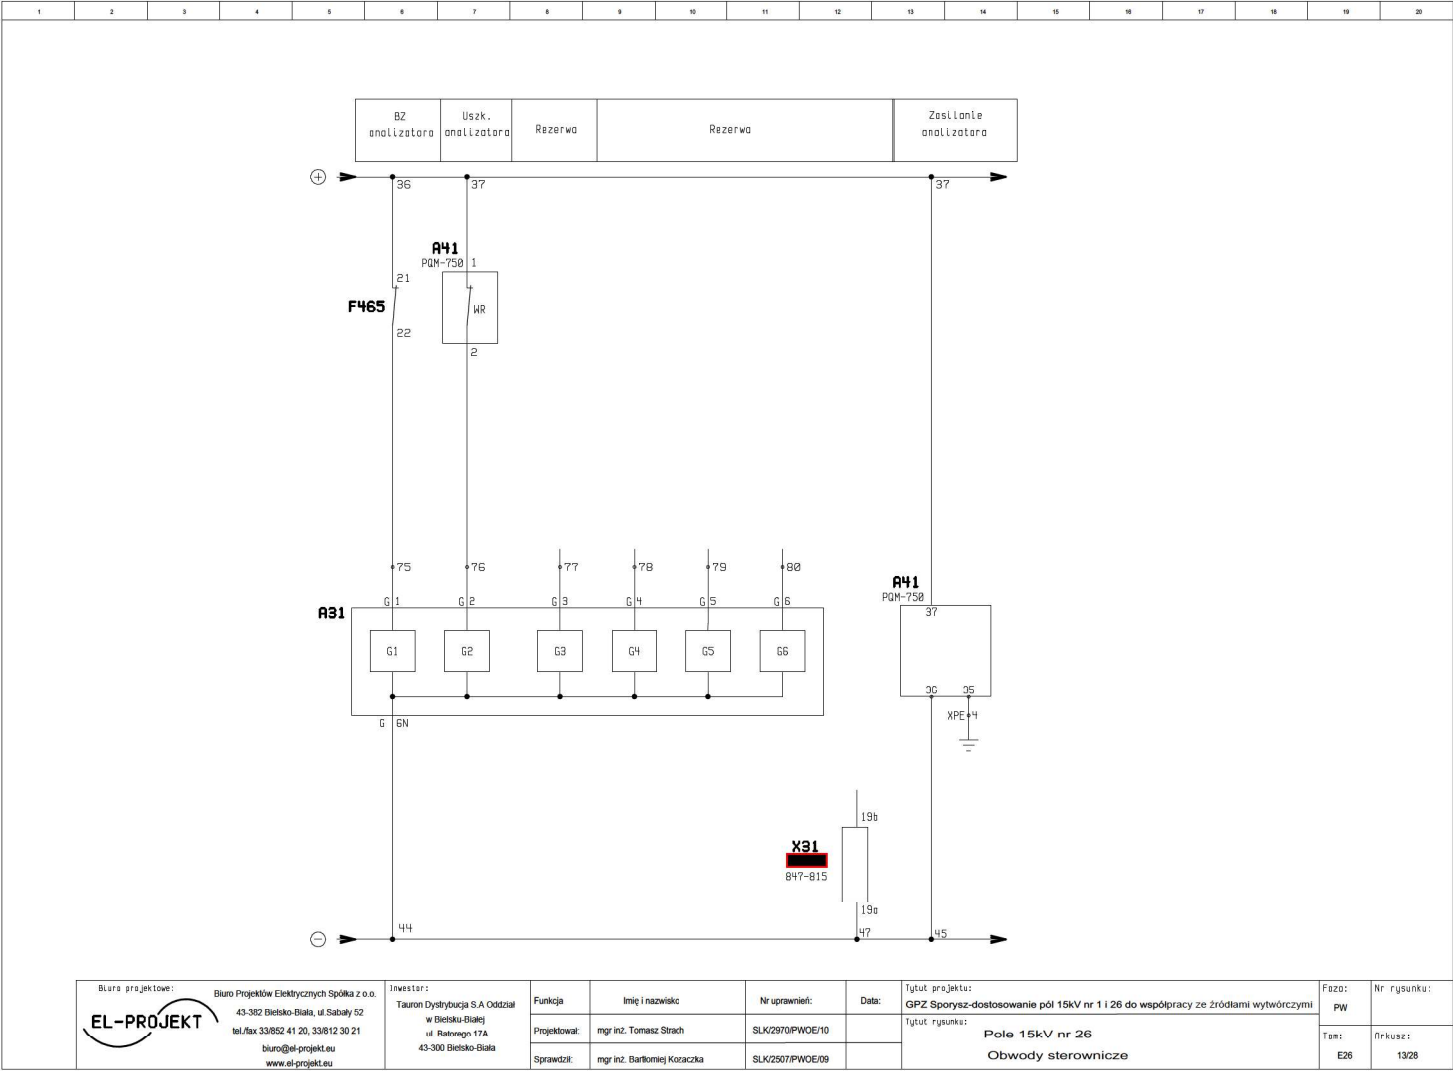 1 2 3 4 5 6 7 8 9 10 11 12 13 14 15 16 17 18 19 20
BZ analizatora
Uszk. analizatora
Rezerwa
Rezerwa
Zasilanie analizatora
+
36
37
37
A41
PQM-750
1
21
F465
WR
22
2
75
76
77
78
79
80
A41
PQM-750
A31
G 1
G 2
G 3
G 4
G 5
G 6
37
G1
G2
G3
G4
G5
G6
36
35
G 6N
XPE 4
19b
X31
847-815
19a
44
47
45
−
Biuro projektowe:
EL-PROJEKT
Biuro Projektów Elektrycznych Spółka z o.o.
43-382 Bielsko-Biała, ul.Sabały 52
tel./fax 33/852 41 20, 33/812 30 21
biuro@el-projekt.eu
www.el-projekt.eu
Inwestor:
Tauron Dystrybucja S.A Oddział
w Bielsku-Białej
ul. Batorego 17A
43-300 Bielsko-Biała
Funkcja Imię i nazwisko Nr uprawnień: Data:
Projektował: mgr inż. Tomasz Strach SLK/2970/PWOE/10
Sprawdził: mgr inż. Bartłomiej Kozaczka SLK/2507/PWOE/09
Tytuł projektu:
GPZ Sporysz-dostosowanie pól 15kV nr 1 i 26 do współpracy ze źródłami wytwórczymi
Tytuł rysunku:
Pole 15kV nr 26
Obwody sterownicze
Faza:
PW
Nr rysunku:
Tom:
E26
Arkusz:
13/28